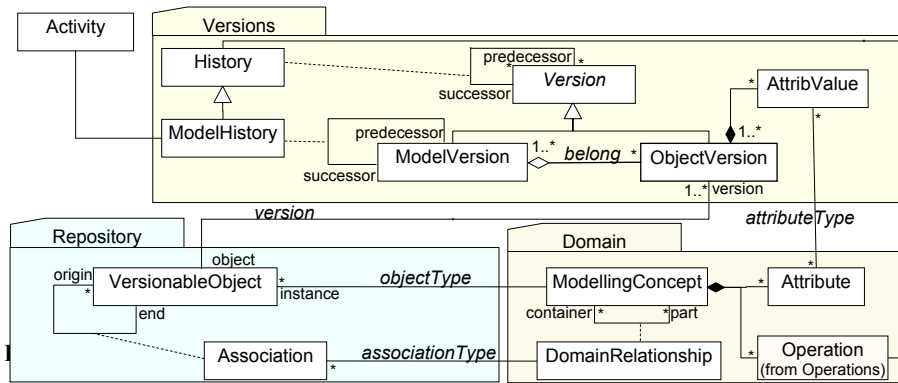 Activity
Versions
History
predecessor
*
*
Version
successor
AttribValue
*
*
ModelHistory
predecessor
successor
ModelVersion
1..*
belong
*
ObjectVersion
1..*
1..*
version
version
attributeType
Repository
Domain
object
origin
*
VersionableObject
end
*
instance
objectType
ModellingConcept
container
*
*
part
*
*
Attribute
Association
*
associationType
DomainRelationship
*
Operation
(from Operations)